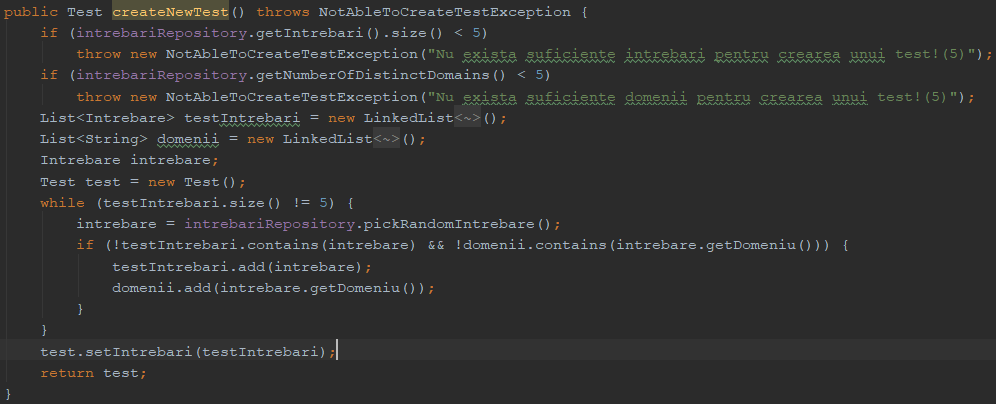 public Test createNewTest() throws NotAbleToCreateTestException {
    if (intrebariRepository.getIntrebari().size() < 5)
        throw new NotAbleToCreateTestException("Nu exista suficiente intrebari pentru crearea unui test!(5)");
    if (intrebariRepository.getNumberOfDistinctDomains() < 5)
        throw new NotAbleToCreateTestException("Nu exista suficiente domenii pentru crearea unui test!(5)");
    List<Intrebare> testIntrebari = new LinkedList<~>();
    List<String> domenii = new LinkedList<~>();
    Intrebare intrebare;
    Test test = new Test();
    while (testIntrebari.size() != 5) {
        intrebare = intrebariRepository.pickRandomIntrebare();
        if (!testIntrebari.contains(intrebare) && !domenii.contains(intrebare.getDomeniu())) {
            testIntrebari.add(intrebare);
            domenii.add(intrebare.getDomeniu());
        }
    }
    test.setIntrebari(testIntrebari);
    return test;
}